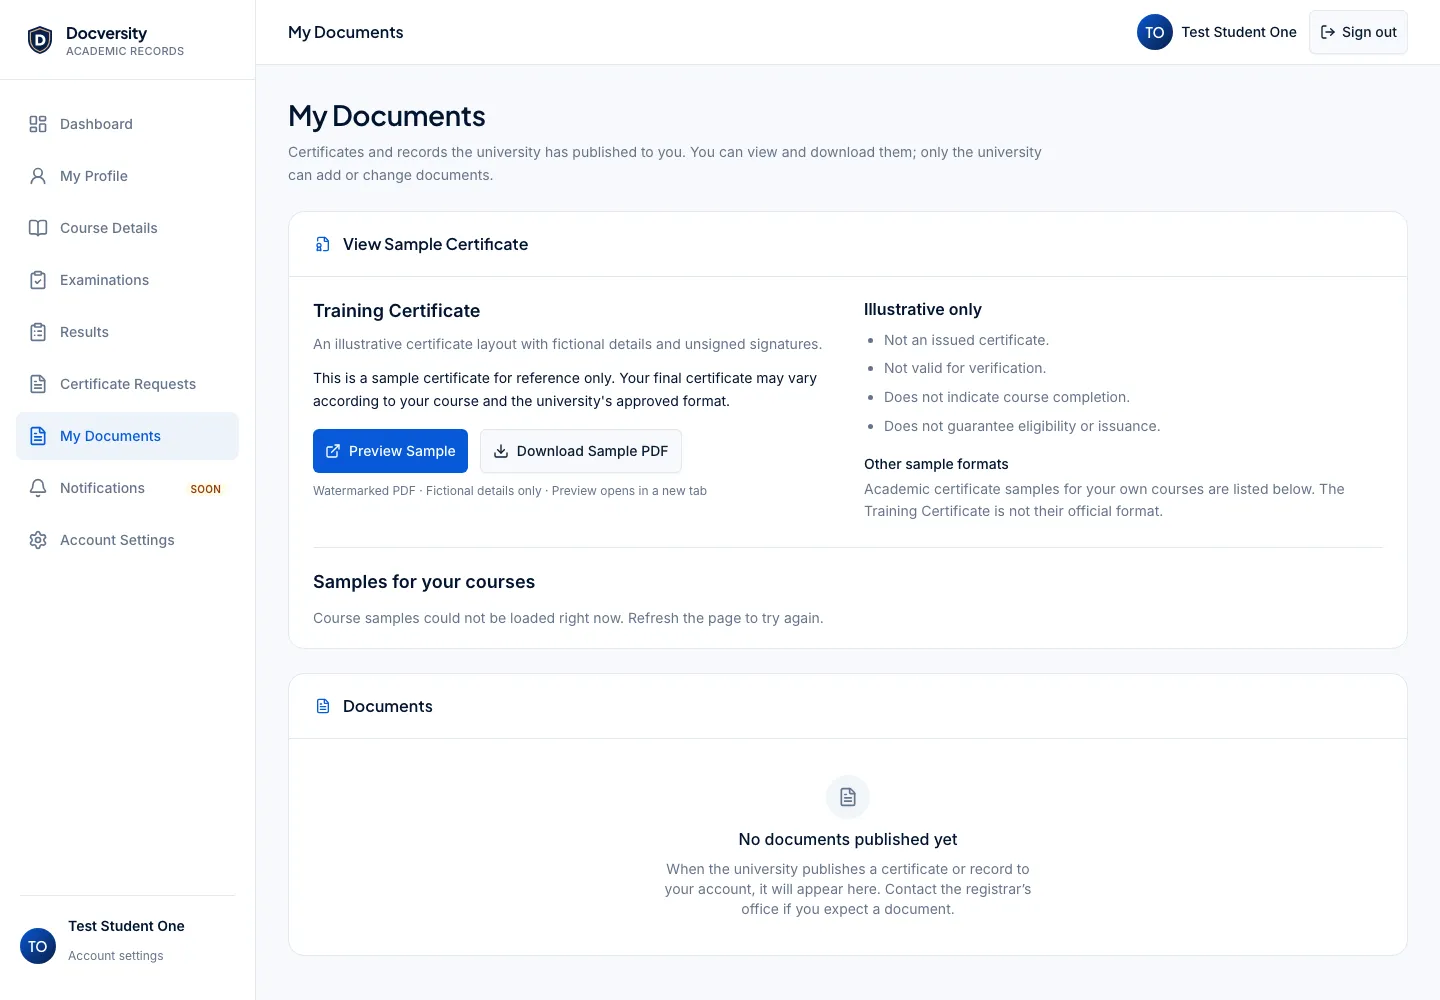 Docversity
ACADEMIC RECORDS
Dashboard
My Profile
Course Details
Examinations
Results
Certificate Requests
My Documents
Notifications SOON
Account Settings
Test Student One
TO
Account settings
My Documents
TO Test Student One Sign out
My Documents
Certificates and records the university has published to you. You can view and download them; only the university
can add or change documents.
View Sample Certificate
Training Certificate
An illustrative certificate layout with fictional details and unsigned signatures.
This is a sample certificate for reference only. Your final certificate may vary
according to your course and the university's approved format.
Preview Sample Download Sample PDF
Watermarked PDF · Fictional details only · Preview opens in a new tab
Illustrative only
• Not an issued certificate.
• Not valid for verification.
• Does not indicate course completion.
• Does not guarantee eligibility or issuance.
Other sample formats
Academic certificate samples for your own courses are listed below. The
Training Certificate is not their official format.
Samples for your courses
Course samples could not be loaded right now. Refresh the page to try again.
Documents
No documents published yet
When the university publishes a certificate or record to
your account, it will appear here. Contact the registrar’s
office if you expect a document.